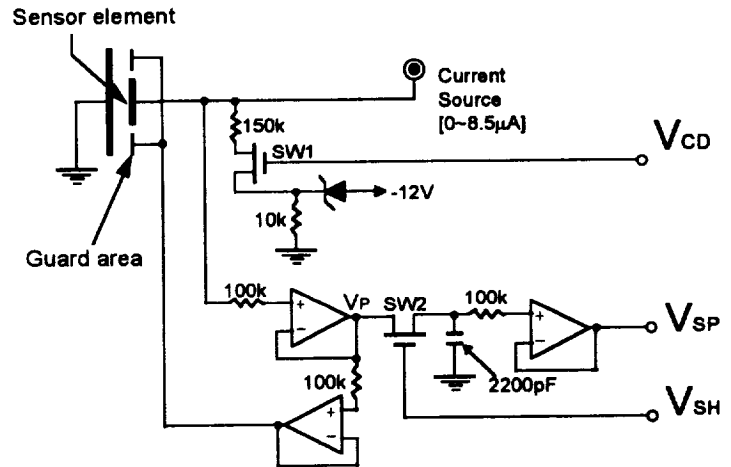 Sensor element
Current
Source
[0~8.5μA]
150k
SW1
VCD
-12V
10k
Guard area
100k
+
−
VP
SW2
100k
+
−
VSP
2200pF
100k
+
−
VSH